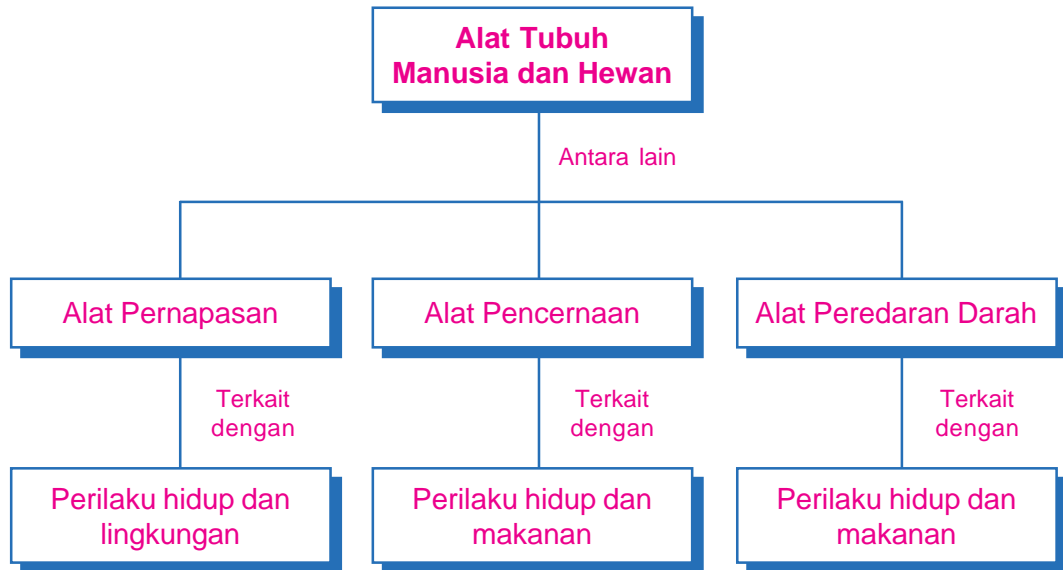 Alat Tubuh
Manusia dan Hewan
Antara lain
Alat Pernapasan
Alat Pencernaan
Alat Peredaran Darah
Terkait
dengan
Terkait
dengan
Terkait
dengan
Perilaku hidup dan
lingkungan
Perilaku hidup dan
makanan
Perilaku hidup dan
makanan